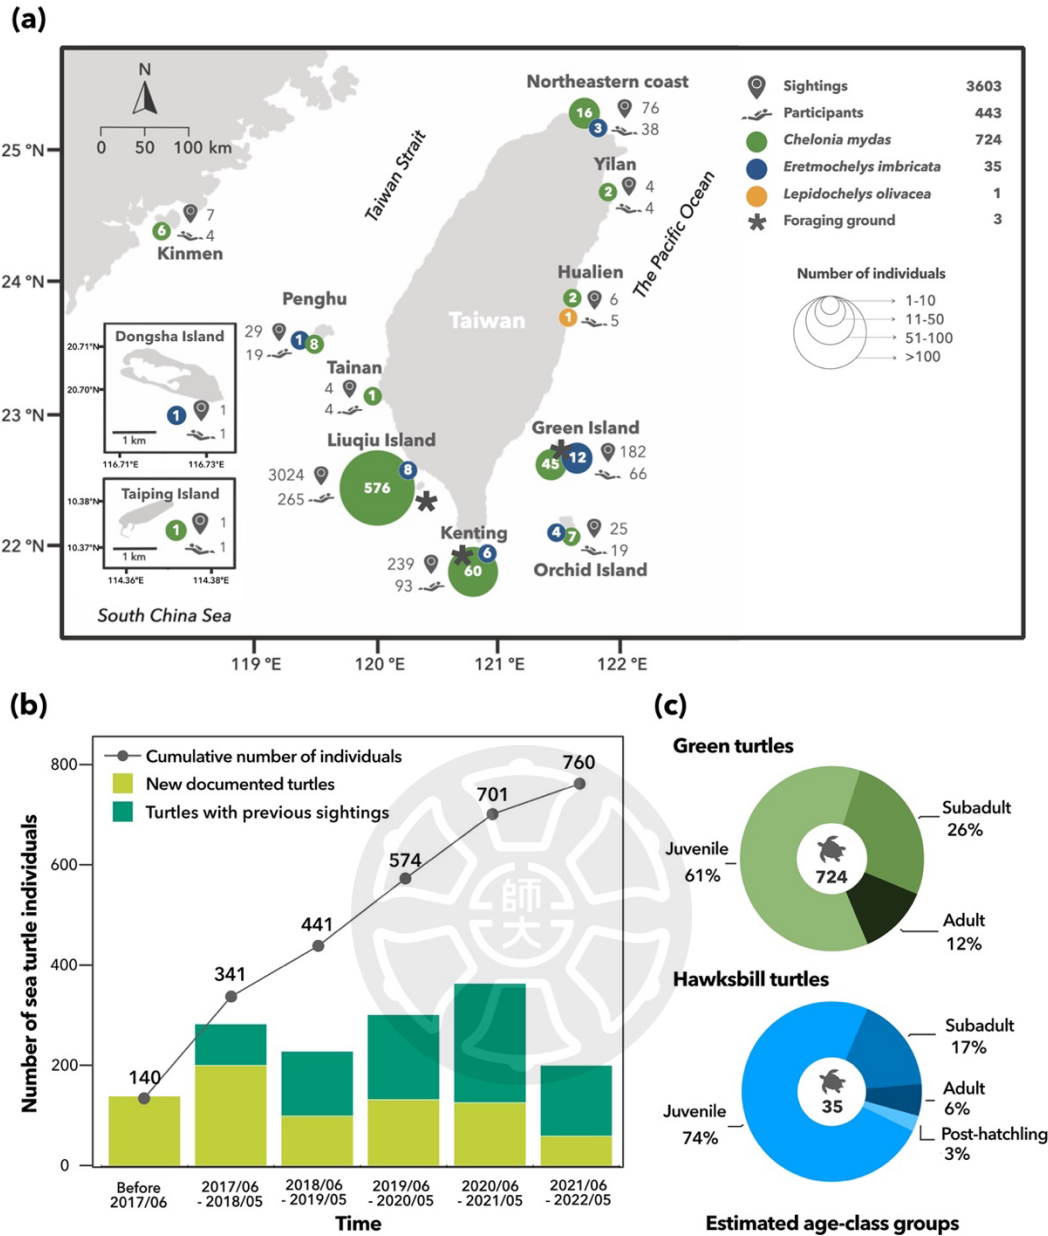 (a)
N
0 50 100 km
25 °N
24 °N
23 °N
22 °N
119 °E
120 °E
121 °E
122 °E
Taiwan Strait
The Pacific Ocean
South China Sea
Taiwan
Northeastern coast
16
3
76
38
Yilan
2
4
4
Hualien
2
1
6
5
Kinmen
6
7
4
Penghu
29
19
1
8
Tainan
4
4
1
Liuqiu Island
3024
265
576
8
Green Island
45
12
182
66
Kenting
239
93
60
6
Orchid Island
4
7
25
19
Dongsha Island
20.71°N
20.70°N
1
1
1
1 km
116.71°E
116.73°E
Taiping Island
10.38°N
10.37°N
1
1
1
1 km
114.36°E
114.38°E
Sightings 3603
Participants 443
Chelonia mydas 724
Eretmochelys imbricata 35
Lepidochelys olivacea 1
Foraging ground 3
Number of individuals
1-10
11-50
51-100
>100
(b)
Number of sea turtle individuals
800
600
400
200
0
Cumulative number of individuals
New documented turtles
Turtles with previous sightings
140
341
441
574
701
760
師大
Before
2017/06
2017/06
- 2018/05
2018/06
- 2019/05
2019/06
- 2020/05
2020/06
- 2021/05
2021/06
- 2022/05
Time
(c)
Green turtles
724
Juvenile
61%
Subadult
26%
Adult
12%
Hawksbill turtles
35
Juvenile
74%
Subadult
17%
Adult
6%
Post-hatchling
3%
Estimated age-class groups